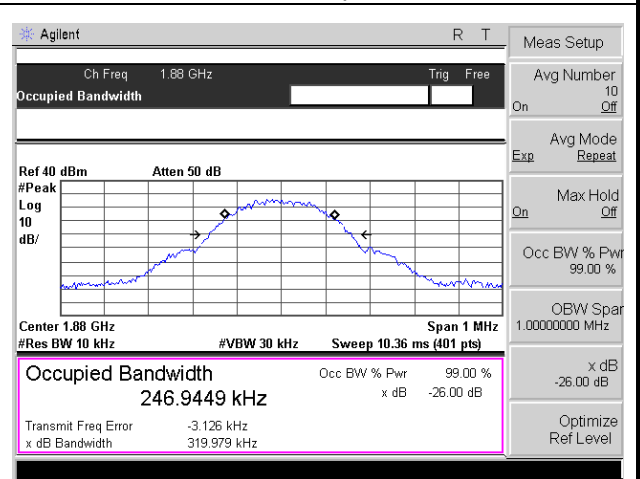 Agilent R T
Ch Freq 1.88 GHz Trig Free
Occupied Bandwidth
Ref 40 dBm Atten 50 dB
#Peak
Log
10
dB/
Center 1.88 GHz Span 1 MHz
#Res BW 10 kHz #VBW 30 kHz Sweep 10.36 ms (401 pts)
Occupied Bandwidth Occ BW % Pwr 99.00 %
246.9449 kHz x dB -26.00 dB
Transmit Freq Error -3.126 kHz
x dB Bandwidth 319.979 kHz
Meas Setup
Avg Number
10
On Off
Avg Mode
Exp Repeat
Max Hold
On Off
Occ BW % Pwr
99.00 %
OBW Span
1.00000000 MHz
x dB
-26.00 dB
Optimize
Ref Level